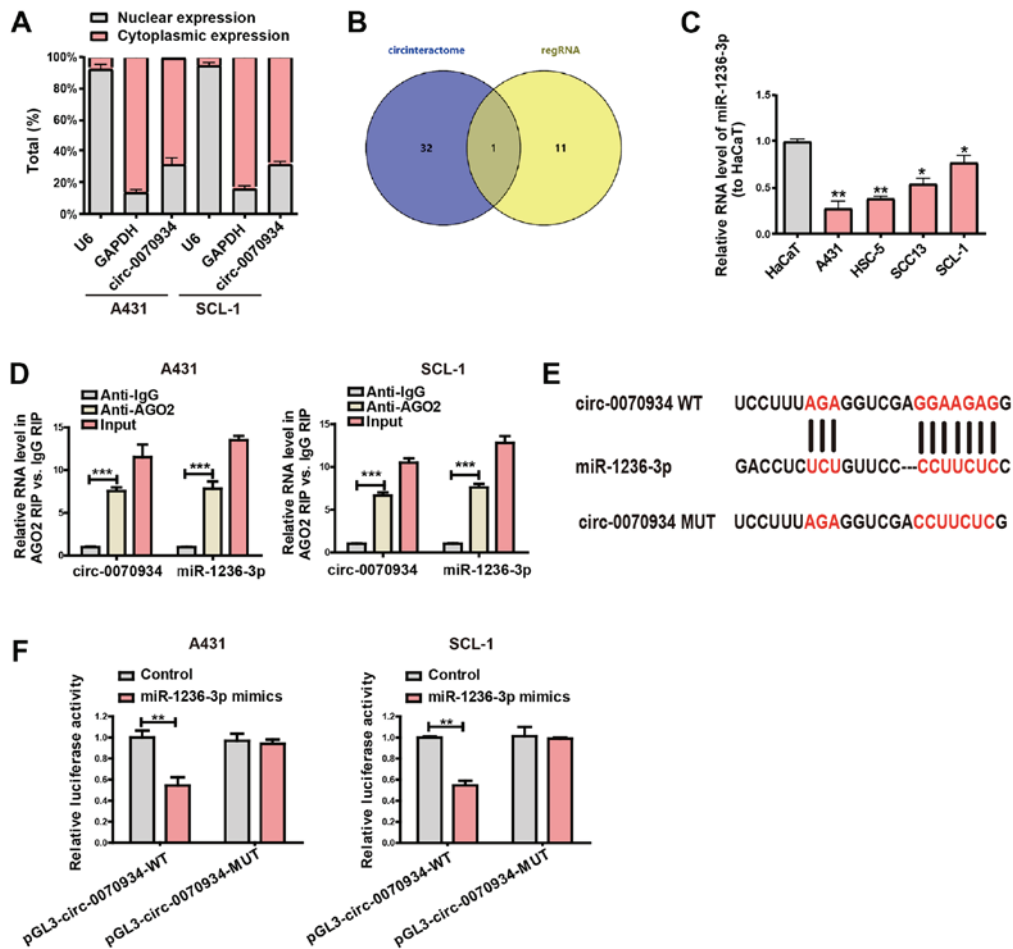 A
Nuclear expression
Cytoplasmic expression
Total (%)
100%
80%
60%
40%
20%
0%
U6
GAPDH
circ-0070934
U6
GAPDH
circ-0070934
A431
SCL-1
B
circinteractome
regRNA
32
1
11
C
Relative RNA level of miR-1236-3p
(to HaCaT)
1.5
1.0
0.5
0.0
**
**
*
*
HaCaT
A431
HSC-5
SCC13
SCL-1
D
A431
Anti-IgG
Anti-AGO2
Input
Relative RNA level in
AGO2 RIP vs. IgG RIP
15
10
5
0
***
***
circ-0070934
miR-1236-3p
SCL-1
Anti-IgG
Anti-AGO2
Input
Relative RNA level in
AGO2 RIP vs. IgG RIP
15
10
5
0
***
***
circ-0070934
miR-1236-3p
E
circ-0070934 WT UCCUUUAGAGGUCGAGGAAGAGG
miR-1236-3p GACCUCUCUGUUCC---CCUUCUCC
circ-0070934 MUT UCCUUUAGAGGUCGACCUUCUCG
F
A431
Control
miR-1236-3p mimics
Relative luciferase activity
1.2
1.0
0.8
0.6
0.4
0.2
0.0
**
pGL3-circ-0070934-WT
pGL3-circ-0070934-MUT
SCL-1
Control
miR-1236-3p mimics
Relative luciferase activity
1.2
1.0
0.8
0.6
0.4
0.2
0.0
**
pGL3-circ-0070934-WT
pGL3-circ-0070934-MUT